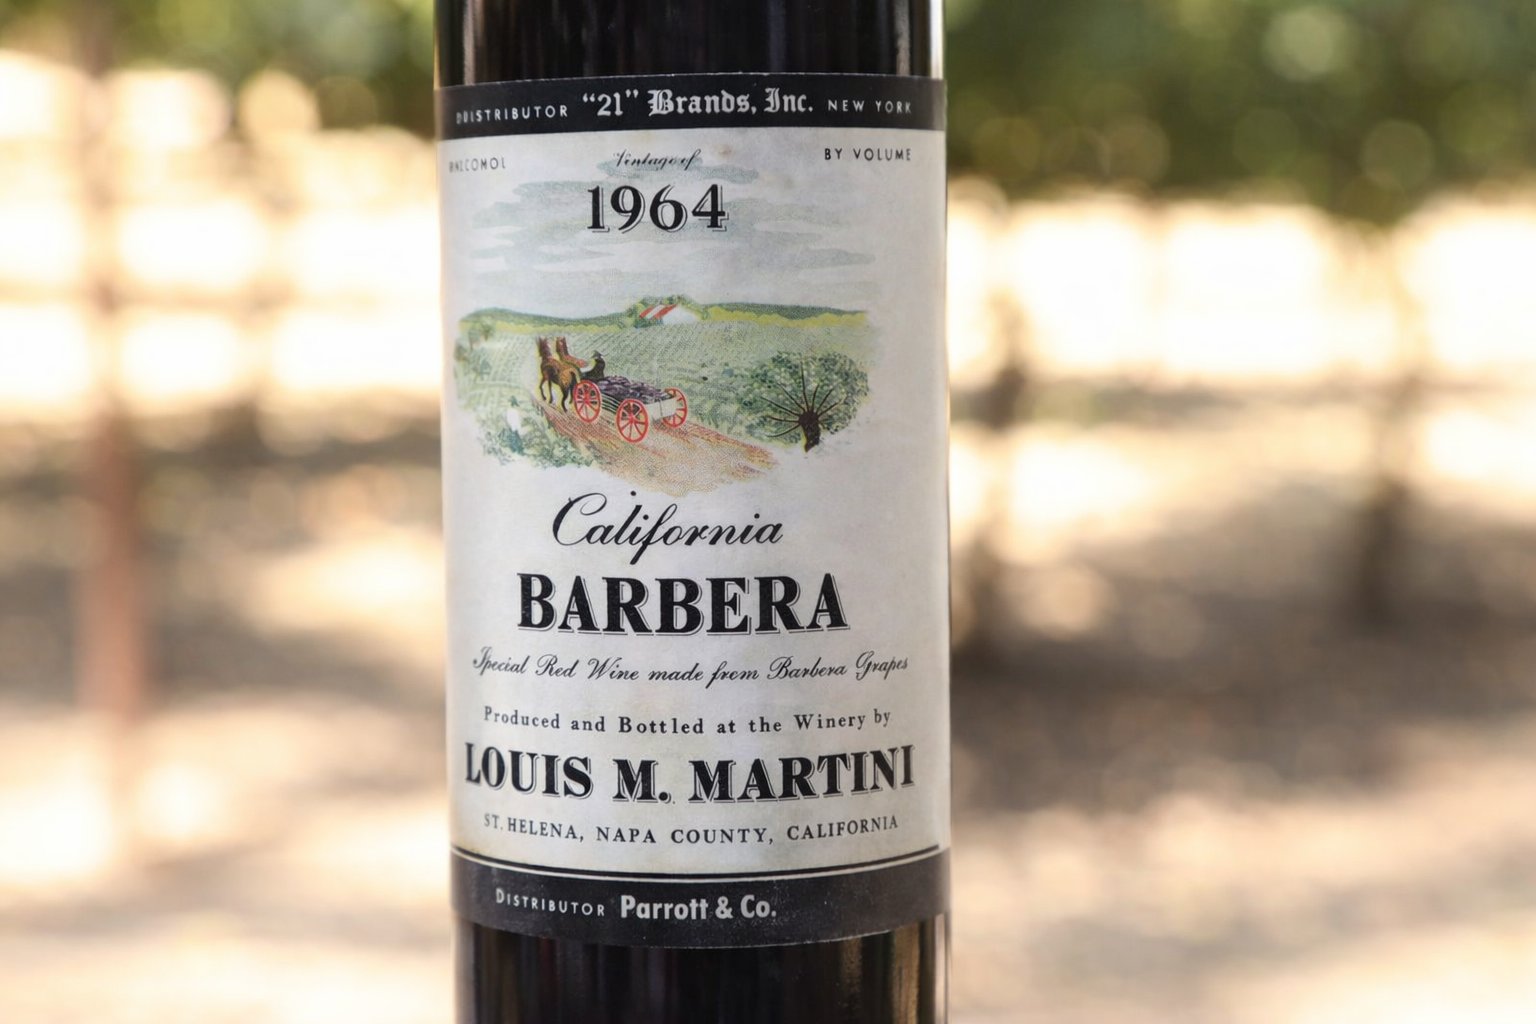 DISTRIBUTOR “21” Brands, Inc. NEW YORK
BY VOLUME
Vintage of
1964
California
BARBERA
Special Red Wine made from Barbera Grapes
Produced and Bottled at the Winery by
LOUIS M. MARTINI
ST. HELENA, NAPA COUNTY, CALIFORNIA
DISTRIBUTOR Parrott & Co.